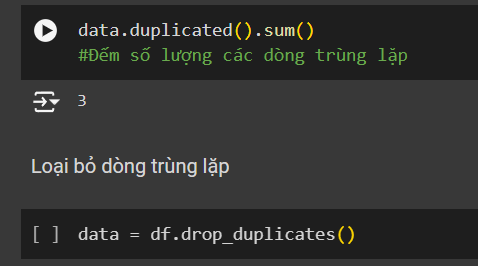 data.duplicated().sum()
#Đếm số lượng các dòng trùng lặp
3
Loại bỏ dòng trùng lặp
[ ] data = df.drop_duplicates()